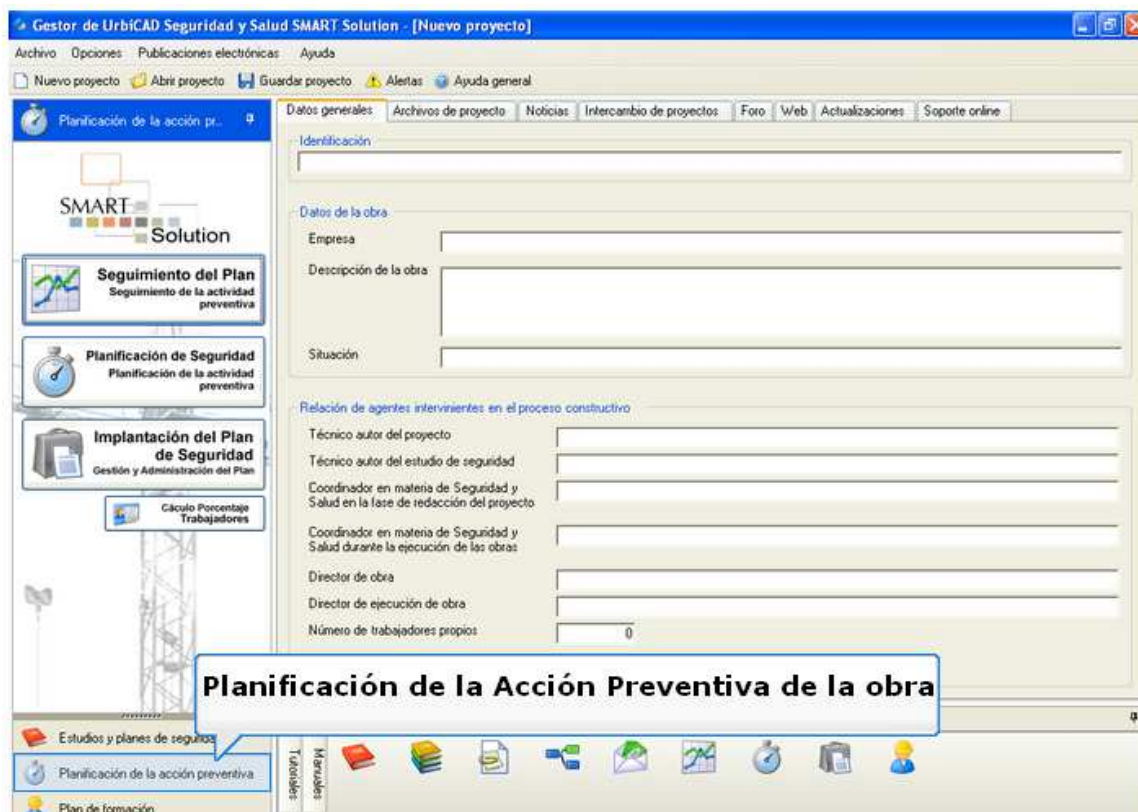 Gestor de UrbiCAD Seguridad y Salud SMART Solution - [Nuevo proyecto]
Archivo Opciones Publicaciones electrónicas Ayuda
Nuevo proyecto Abrir proyecto Guardar proyecto Alertas Ayuda general
Planificación de la acción pr...
Datos generales Archivos de proyecto Noticias Intercambio de proyectos Foro Web Actualizaciones Soporte online
SMART
Solution
Seguimiento del Plan
Seguimiento de la actividad
preventiva
Planificación de Seguridad
Planificación de la actividad
preventiva
Implantación del Plan
de Seguridad
Gestión y Administración del Plan
Cáculo Porcentaje
Trabajadores
Identificación
Datos de la obra
Empresa
Descripción de la obra
Situación
Relación de agentes intervinientes en el proceso constructivo
Técnico autor del proyecto
Técnico autor del estudio de seguridad
Coordinador en materia de Seguridad y
Salud en la fase de redacción del proyecto
Coordinador en materia de Seguridad y
Salud durante la ejecución de las obras
Director de obra
Director de ejecución de obra
Número de trabajadores propios 0
Planificación de la Acción Preventiva de la obra
Estudios y planes de segurida
Planificación de la acción preventiva
Plan de formación
Tutoriales
Manuales